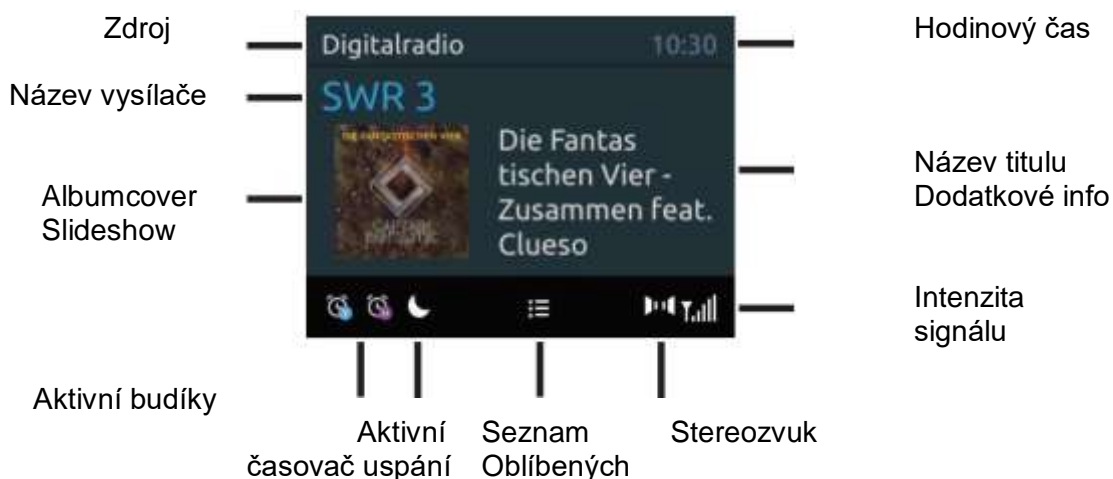 Zdroj
Digitalradio
10:30
Hodinový čas
Název vysílače
SWR 3
Albumcover
Slideshow
Die Fantas
tischen Vier -
Zusammen feat.
Clueso
Název titulu
Dodatkové info
Intenzita
signálu
Aktivní budíky
Aktivní
časovač uspání
Seznam
Oblíbených
Stereozvuk